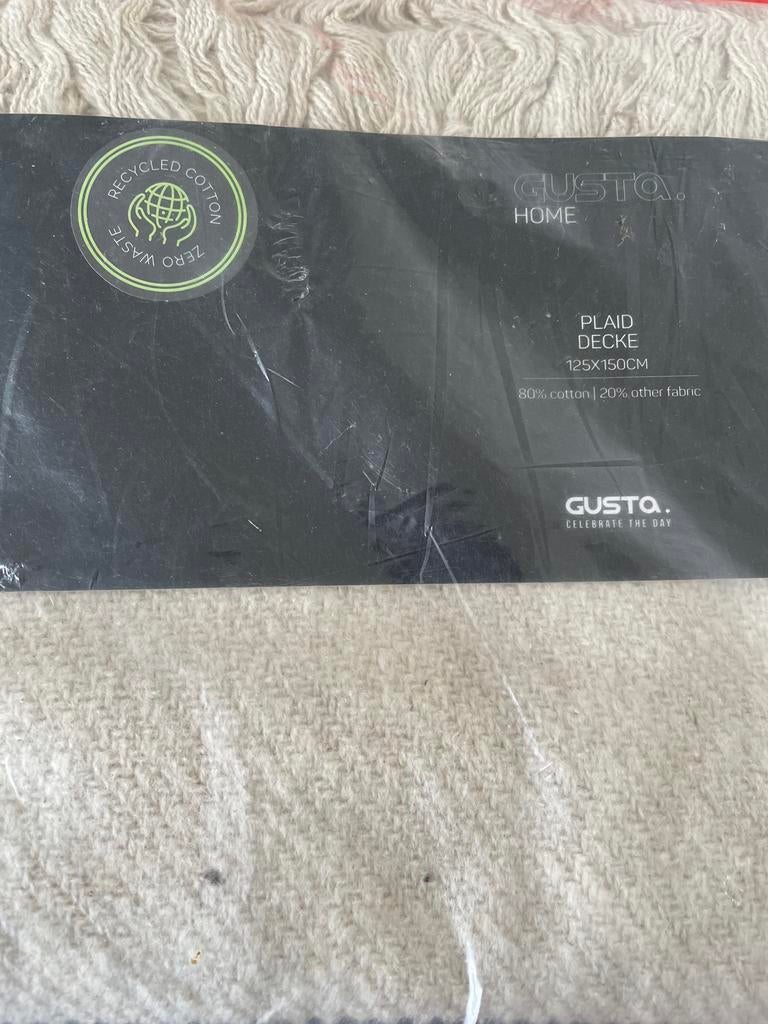 RECYCLED COTTON
ZERO WASTE
GUSTA.
HOME
PLAID
DECKE
125X150CM
80% cotton | 20% other fabric
GUSTA.
CELEBRATE THE DAY